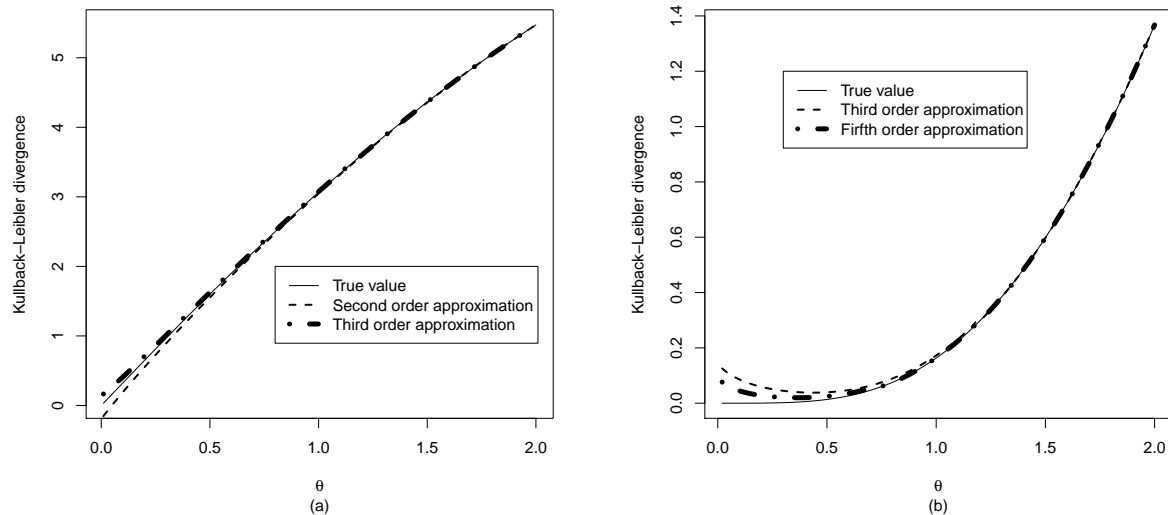 Kullback−Leibler divergence
5
4
3
2
1
0
True value
Second order approximation
Third order approximation
0.0 0.5 1.0 1.5 2.0
θ
(a)
Kullback−Leibler divergence
1.4
1.2
1.0
0.8
0.6
0.4
0.2
0.0
True value
Third order approximation
Firfth order approximation
0.0 0.5 1.0 1.5 2.0
θ
(b)